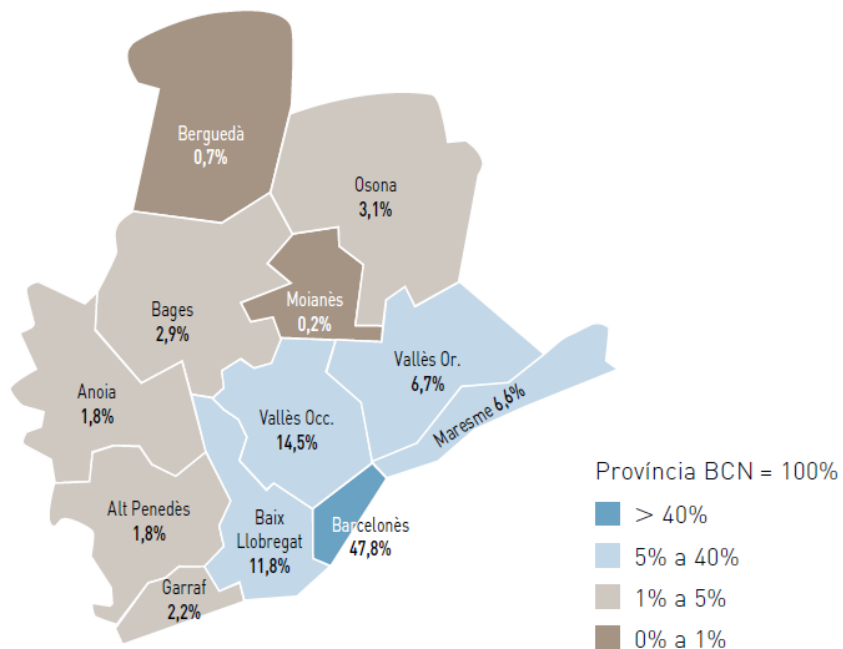 Berguedà
0,7%
Osona
3,1%
Moianès
0,2%
Bages
2,9%
Vallès Or.
6,7%
Maresme 6,6%
Anoia
1,8%
Vallès Occ.
14,5%
Alt Penedès
1,8%
Baix
Llobregat
11,8%
Barcelonès
47,8%
Garraf
2,2%
Província BCN = 100%
> 40%
5% a 40%
1% a 5%
0% a 1%